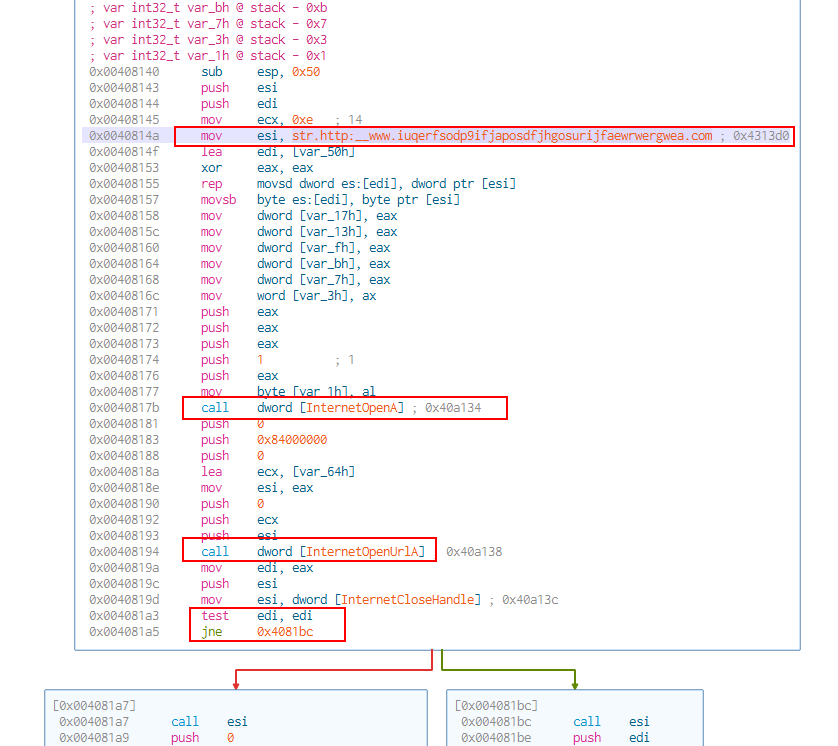 ; var int32_t var_bh @ stack - 0xb
; var int32_t var_7h @ stack - 0x7
; var int32_t var_3h @ stack - 0x3
; var int32_t var_1h @ stack - 0x1
0x00408140 sub esp, 0x50
0x00408143 push esi
0x00408144 push edi
0x00408145 mov ecx, 0xe ; 14
0x0040814a mov esi, str.http:__www.iuqerfsodp9ifjaposdfjhgosurijfaewrwergwea.com ; 0x4313d0
0x0040814f lea edi, [var_50h]
0x00408153 xor eax, eax
0x00408155 rep movsd dword es:[edi], dword ptr [esi]
0x00408157 movsb byte es:[edi], byte ptr [esi]
0x00408158 mov dword [var_17h], eax
0x0040815c mov dword [var_13h], eax
0x00408160 mov dword [var_fh], eax
0x00408164 mov dword [var_bh], eax
0x00408168 mov dword [var_7h], eax
0x0040816c mov word [var_3h], ax
0x00408171 push eax
0x00408172 push eax
0x00408173 push eax
0x00408174 push 1 ; 1
0x00408176 push eax
0x00408177 mov byte [var_1h], al
0x0040817b call dword [InternetOpenA] ; 0x40a134
0x00408181 push 0
0x00408183 push 0x84000000
0x00408188 push 0
0x0040818a lea ecx, [var_64h]
0x0040818e mov esi, eax
0x00408190 push 0
0x00408192 push ecx
0x00408193 push esi
0x00408194 call dword [InternetOpenUrlA] 0x40a138
0x0040819a mov edi, eax
0x0040819c push esi
0x0040819d mov esi, dword [InternetCloseHandle] ; 0x40a13c
0x004081a3 test edi, edi
0x004081a5 jne 0x4081bc
[0x004081a7]
0x004081a7 call esi
0x004081a9 push 0
[0x004081bc]
0x004081bc call esi
0x004081be push edi